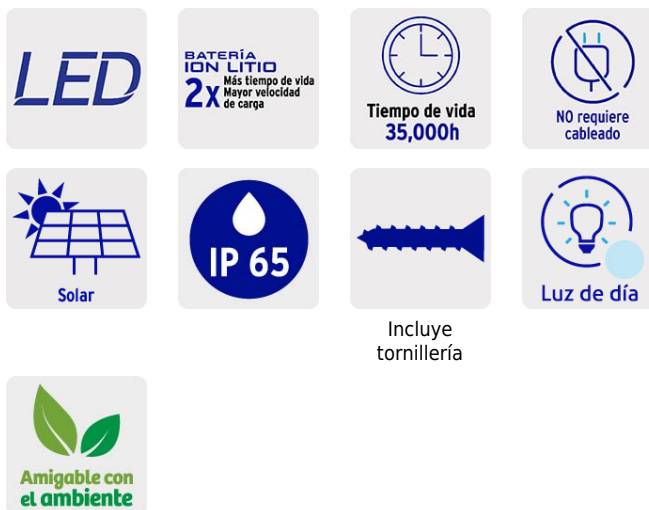 LED
BATERÍA
ION LITIO
2x Más tiempo de vida
Mayor velocidad
de carga
Tiempo de vida
35,000h
NO requiere
cableado
Solar
IP 65
Luz de día
Incluye
tornillería
Amigable con
el ambiente